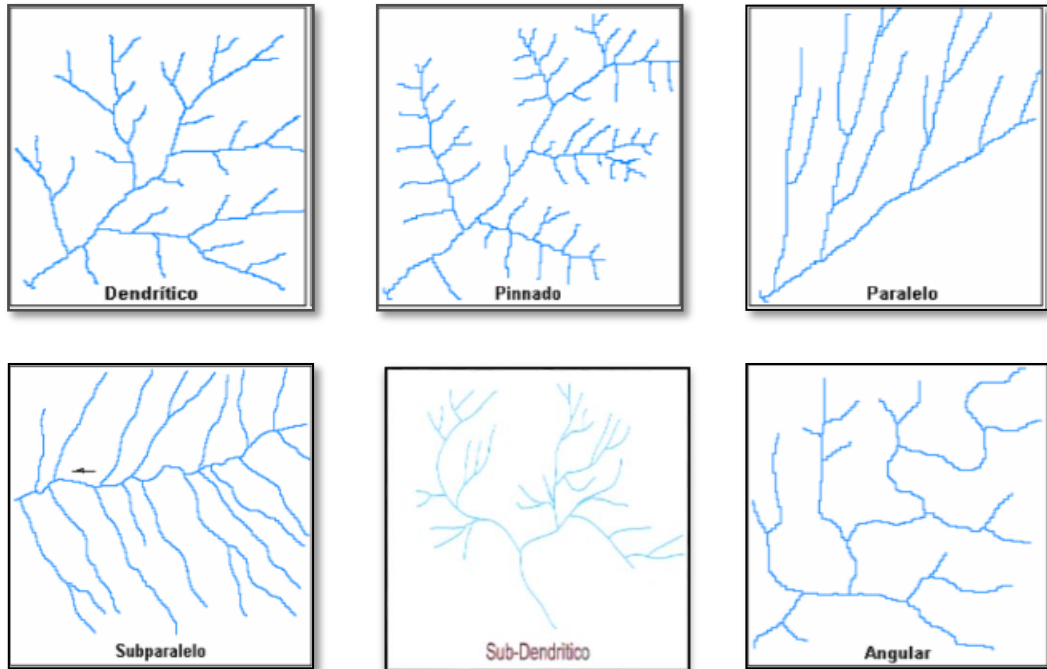 Dendrítico
Pinnado
Paralelo
Subparalelo
Sub-Dendrítico
Angular